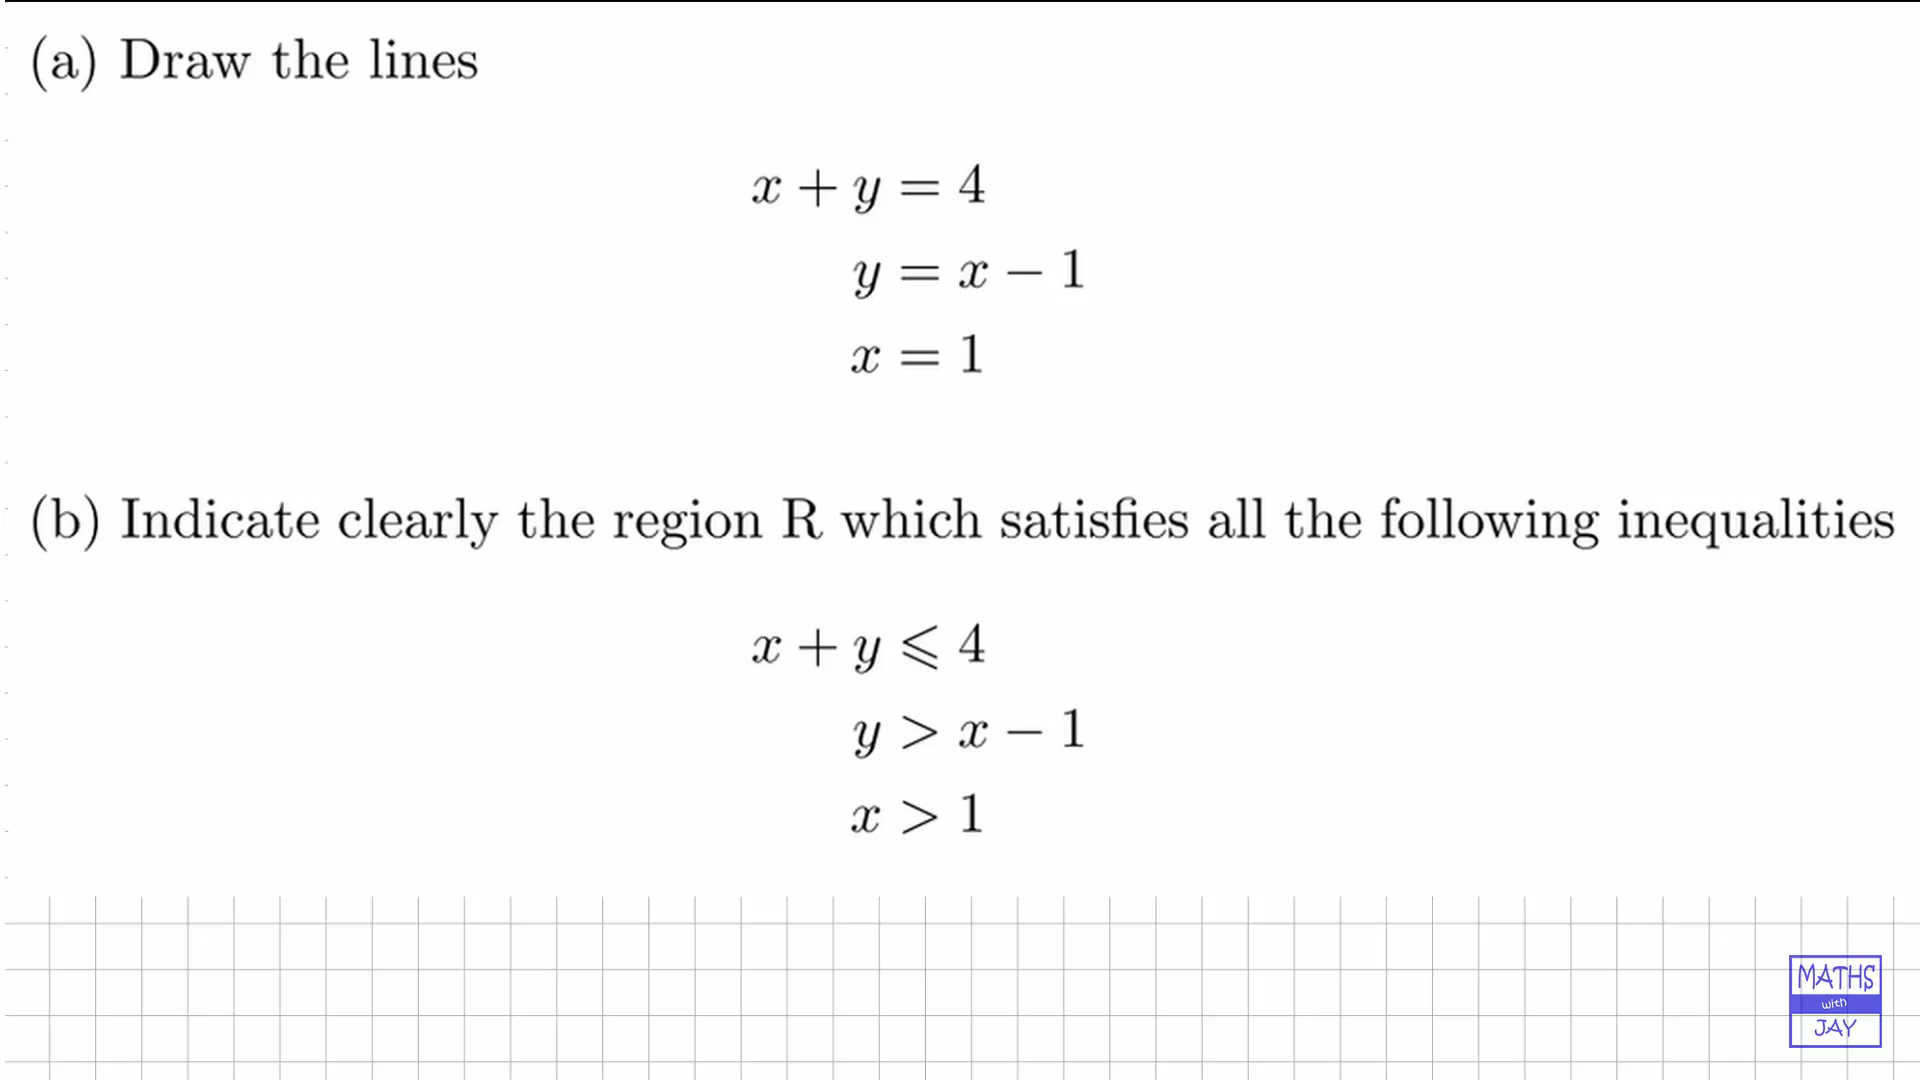 (a) Draw the lines
x + y = 4
y = x − 1
x = 1
(b) Indicate clearly the region R which satisfies all the following inequalities
x + y ⩽ 4
y > x − 1
x > 1
MATHS
with
JAY